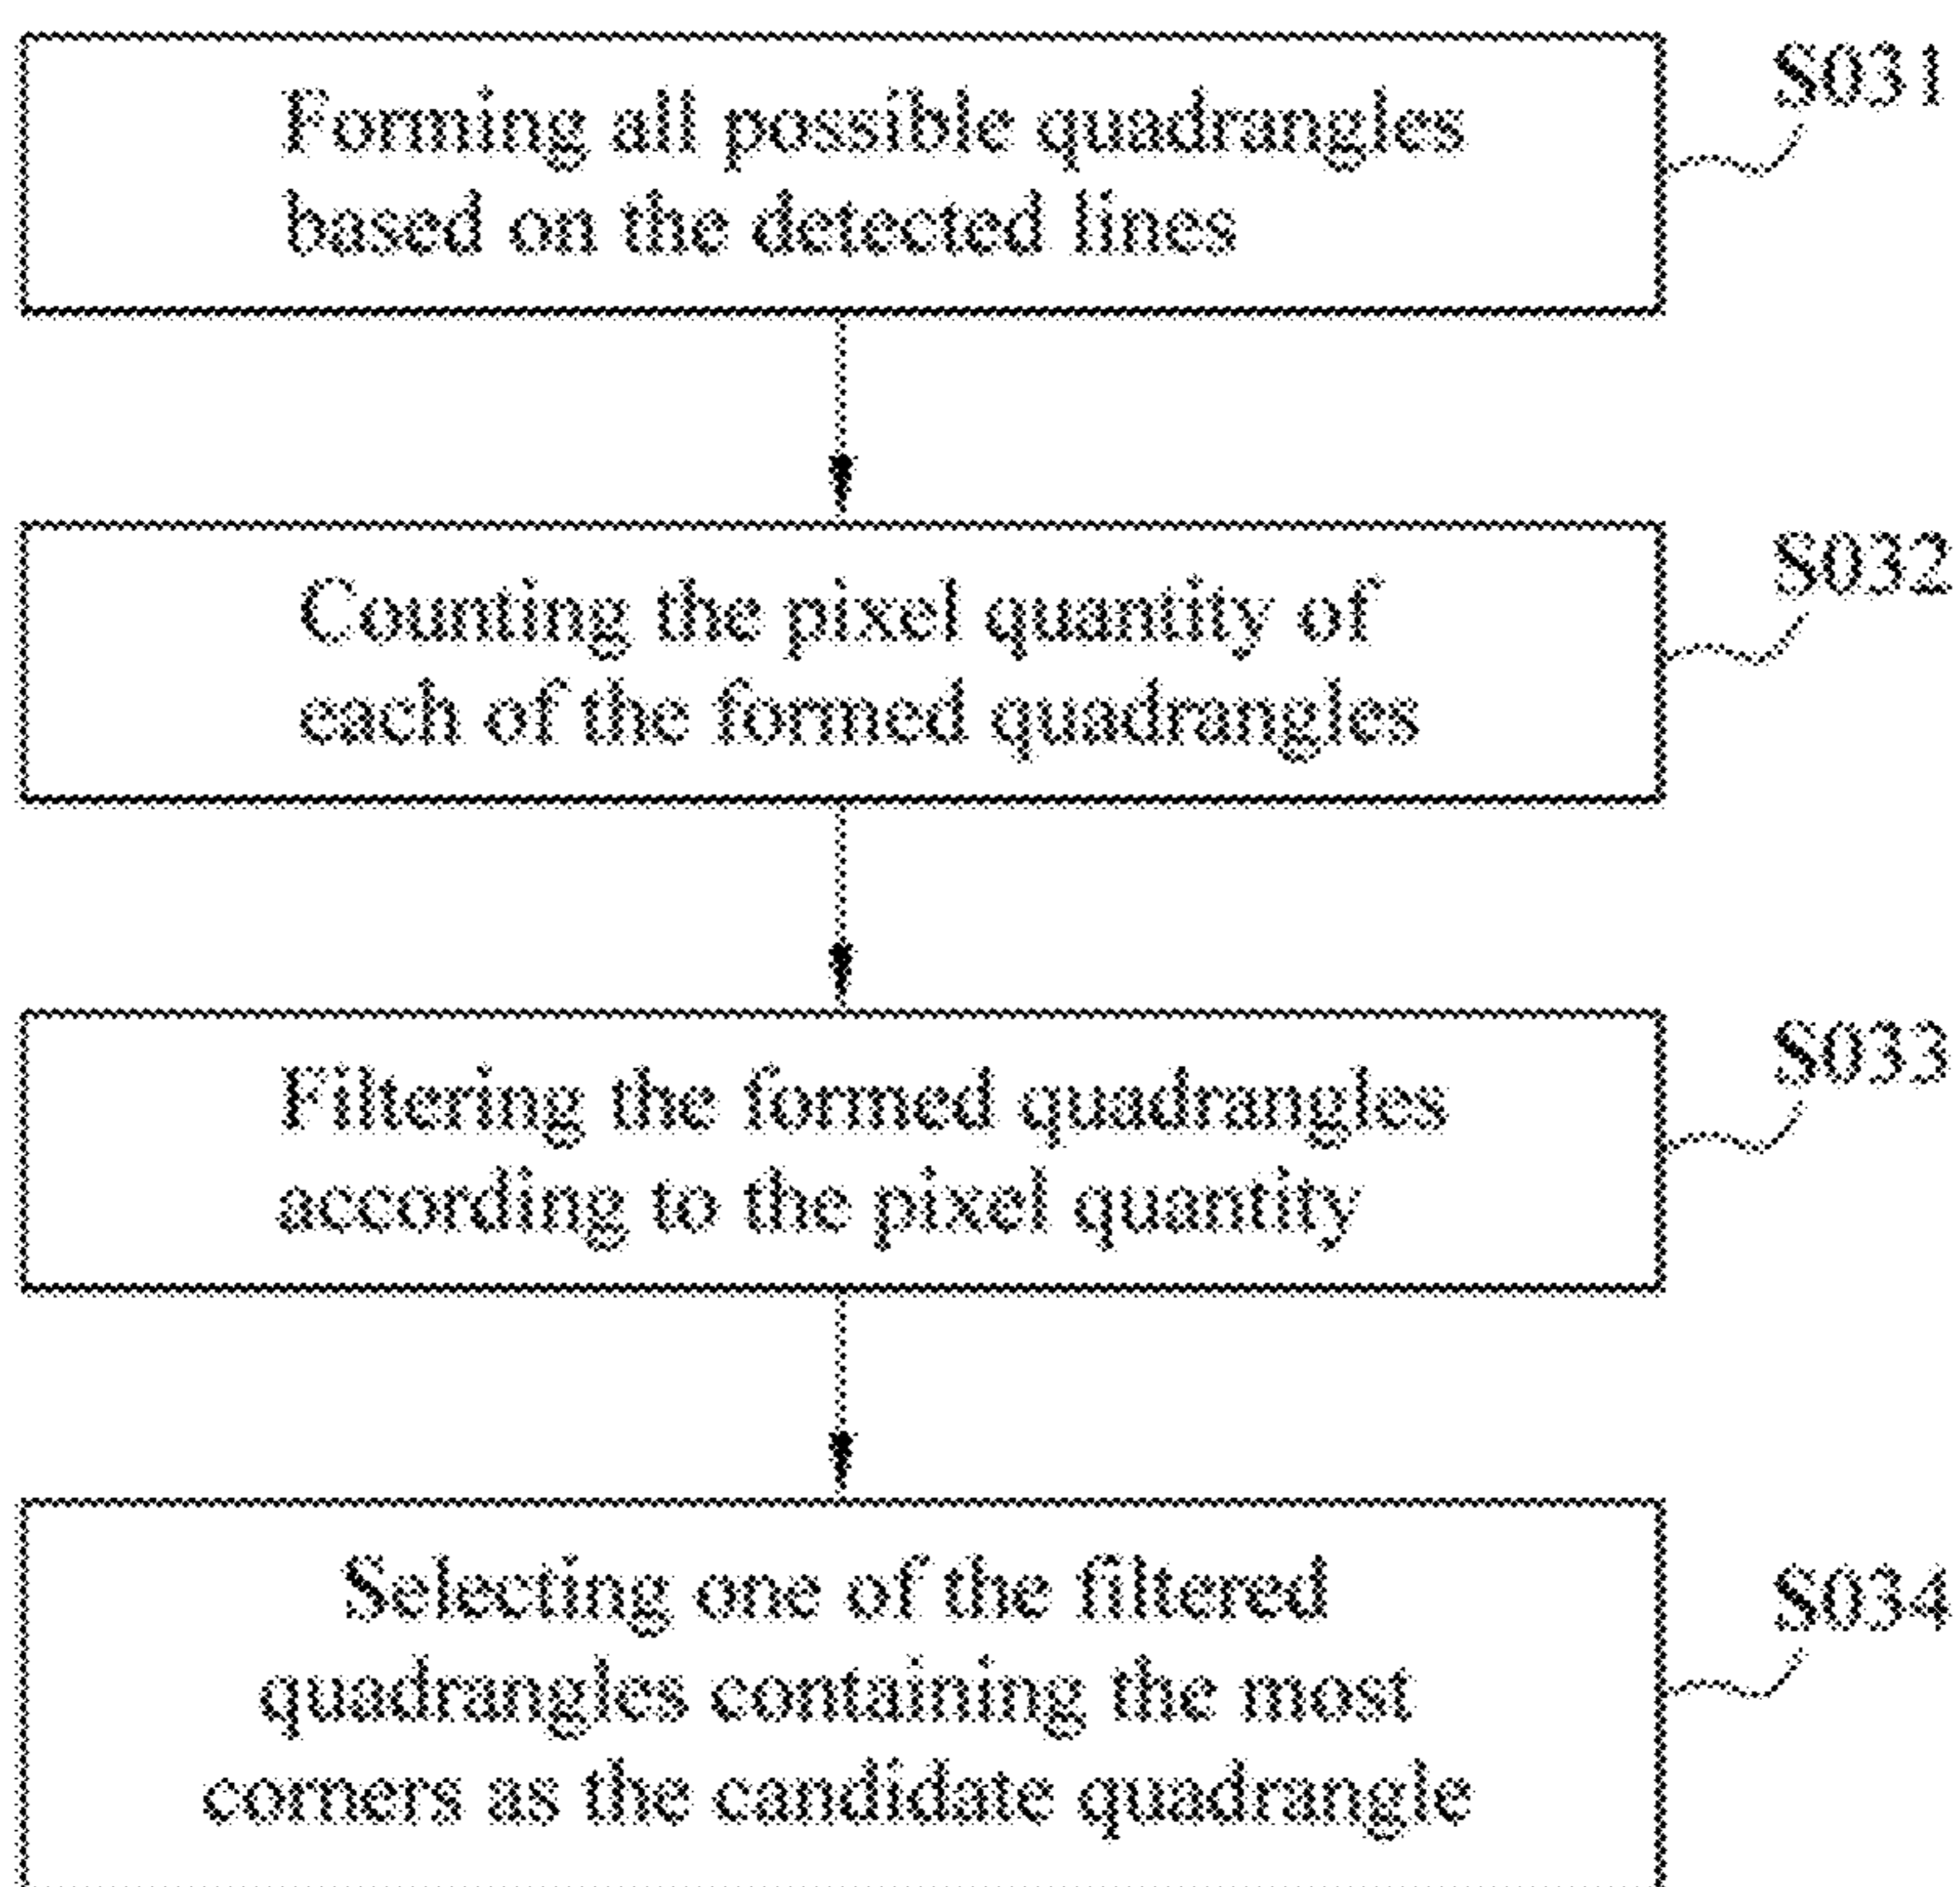 Forming all possible quadrangles
based on the detected lines
S031
Counting the pixel quantity of
each of the formed quadrangles
S032
Filtering the formed quadrangles
according to the pixel quantity
S033
Selecting one of the filtered
quadrangles containing the most
corners as the candidate quadrangle
S034